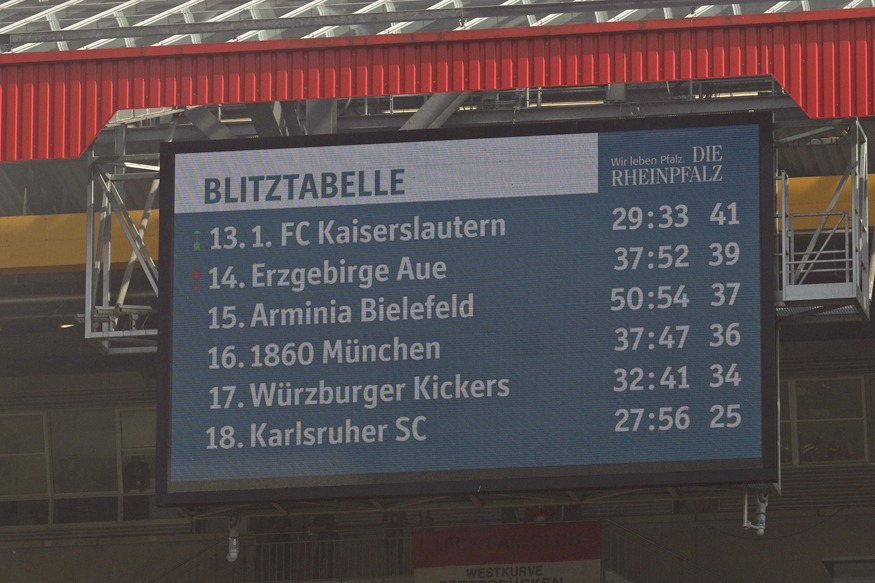 BLITZTABELLE
Wir leben Pfalz. DIE
RHEINPFALZ
13. 1. FC Kaiserslautern 29:33 41
14. Erzgebirge Aue 37:52 39
15. Arminia Bielefeld 50:54 37
16. 1860 München 37:47 36
17. Würzburger Kickers 32:41 34
18. Karlsruher SC 27:56 25
WESTKURVE